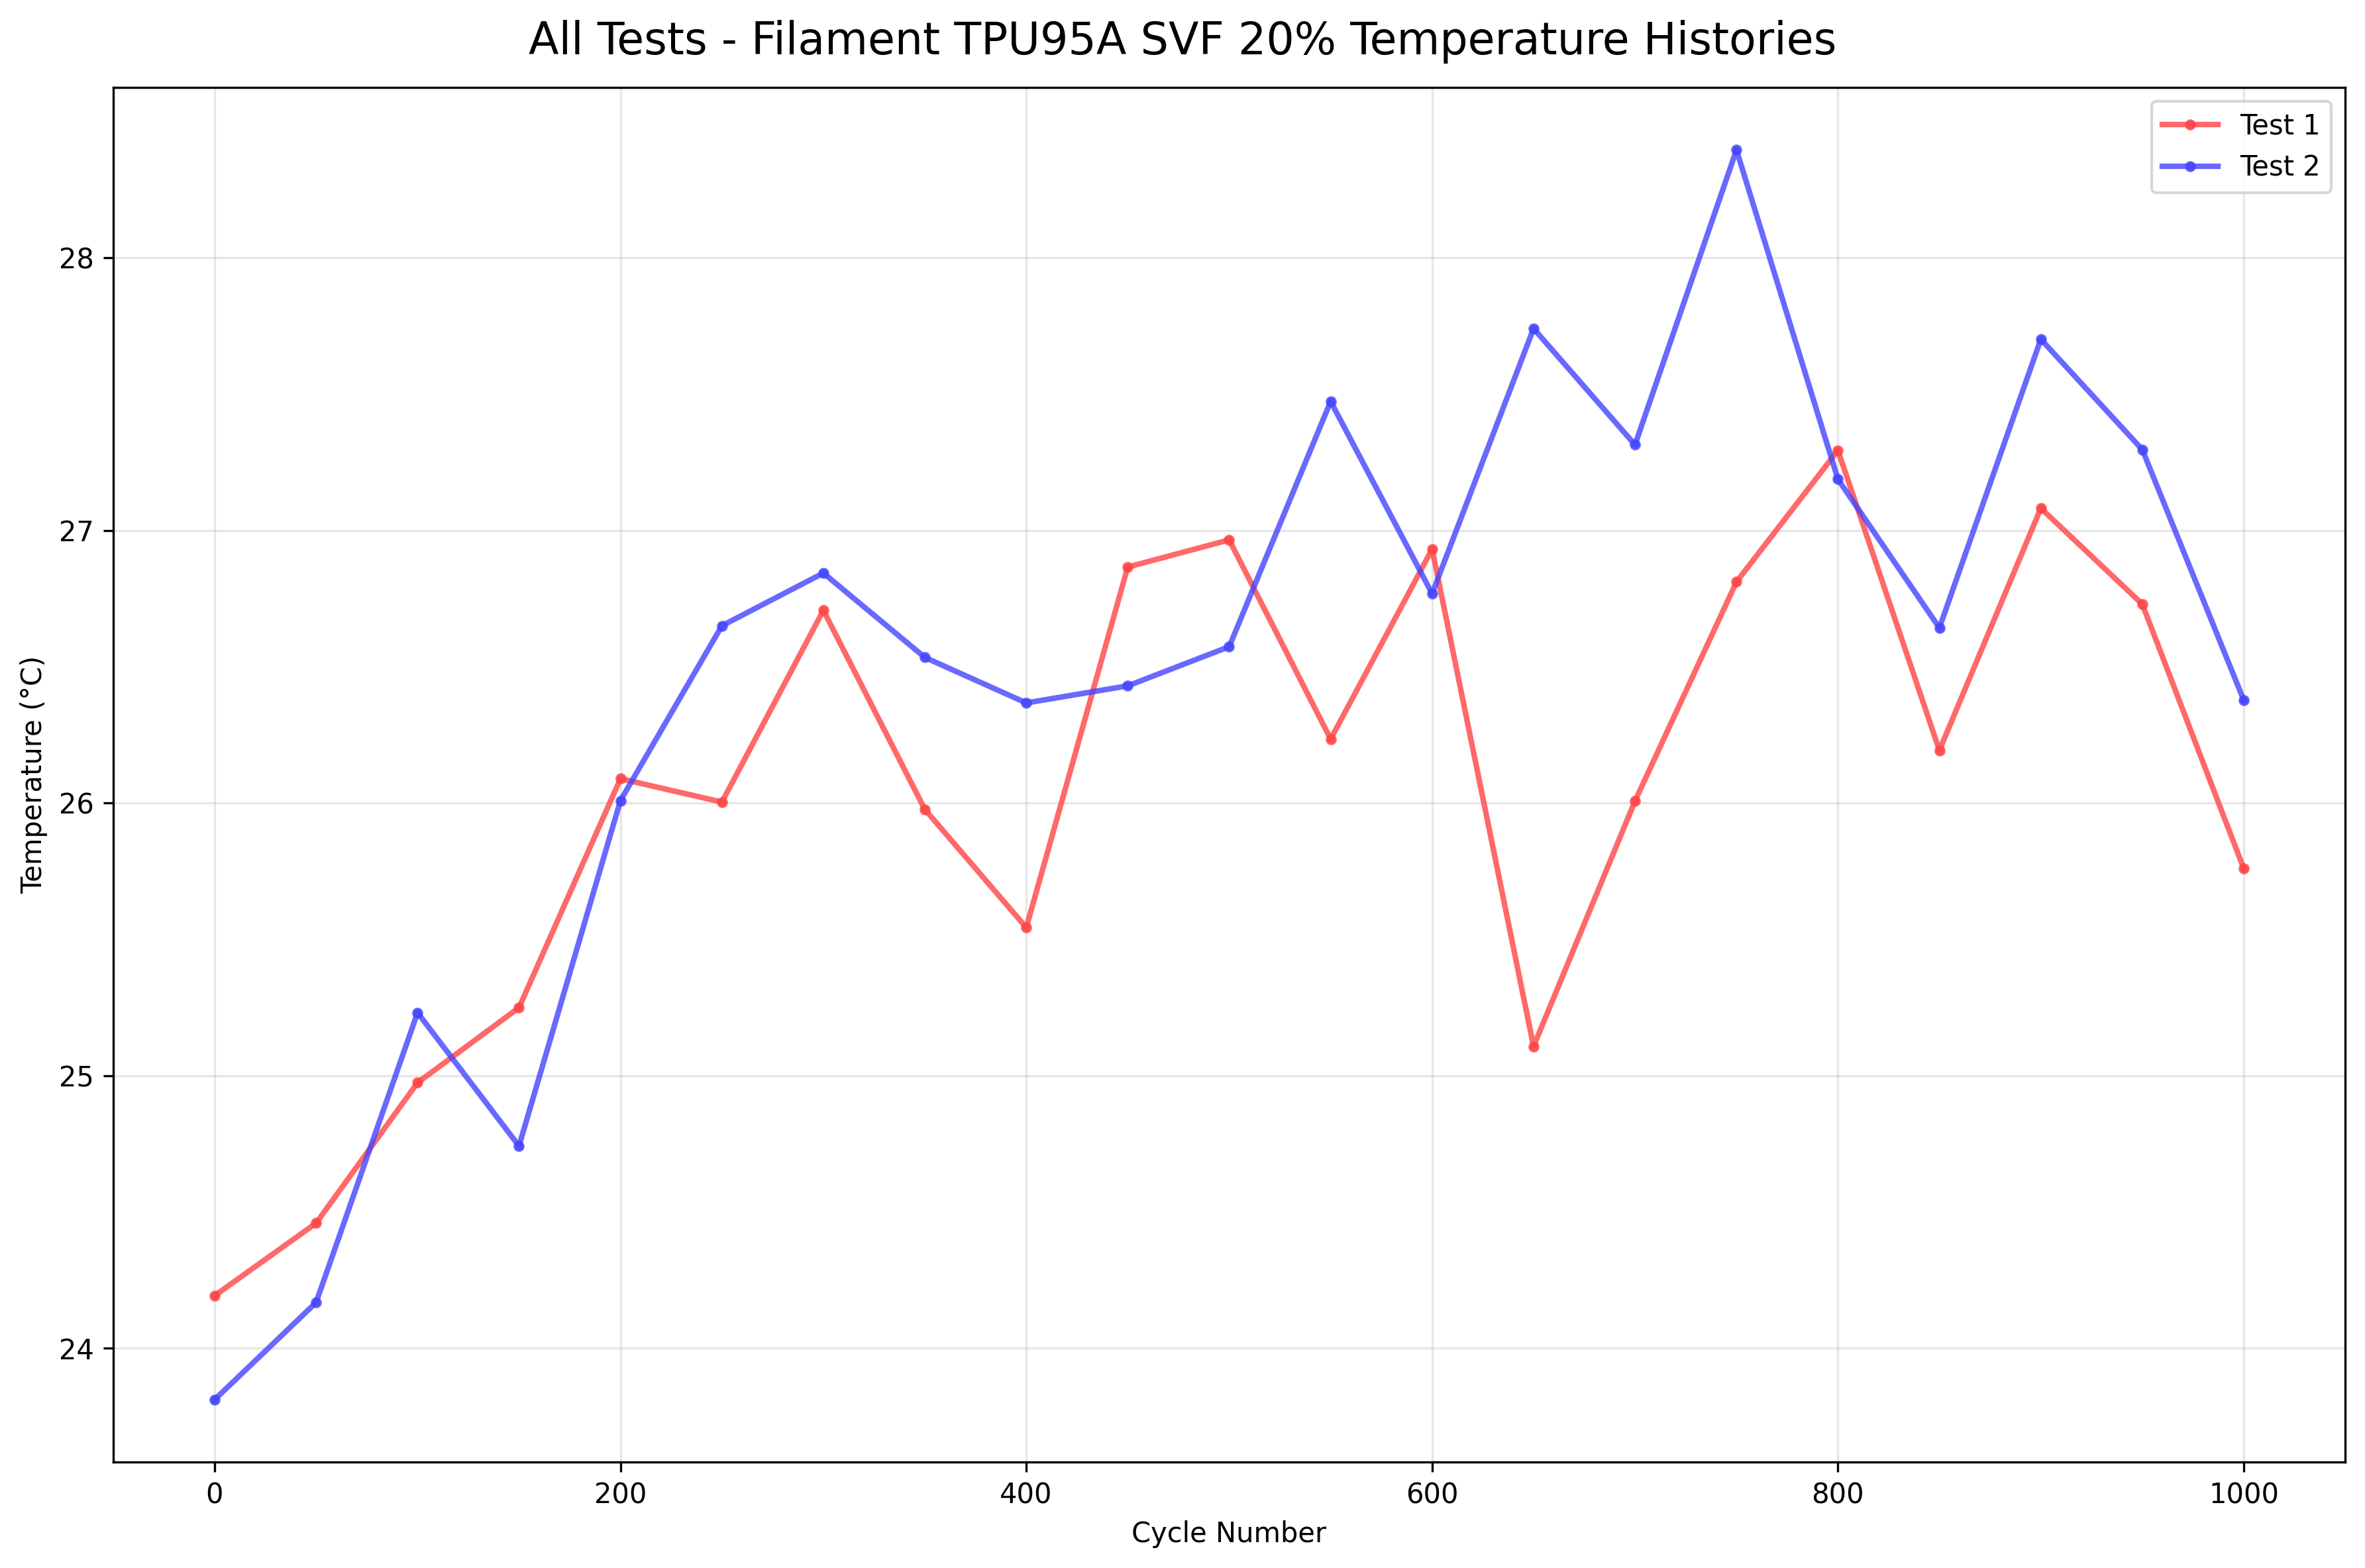 All Tests - Filament TPU95A SVF 20% Temperature Histories
Test 1
Test 2
28
27
26
25
24
Temperature (°C)
0 200 400 600 800 1000
Cycle Number